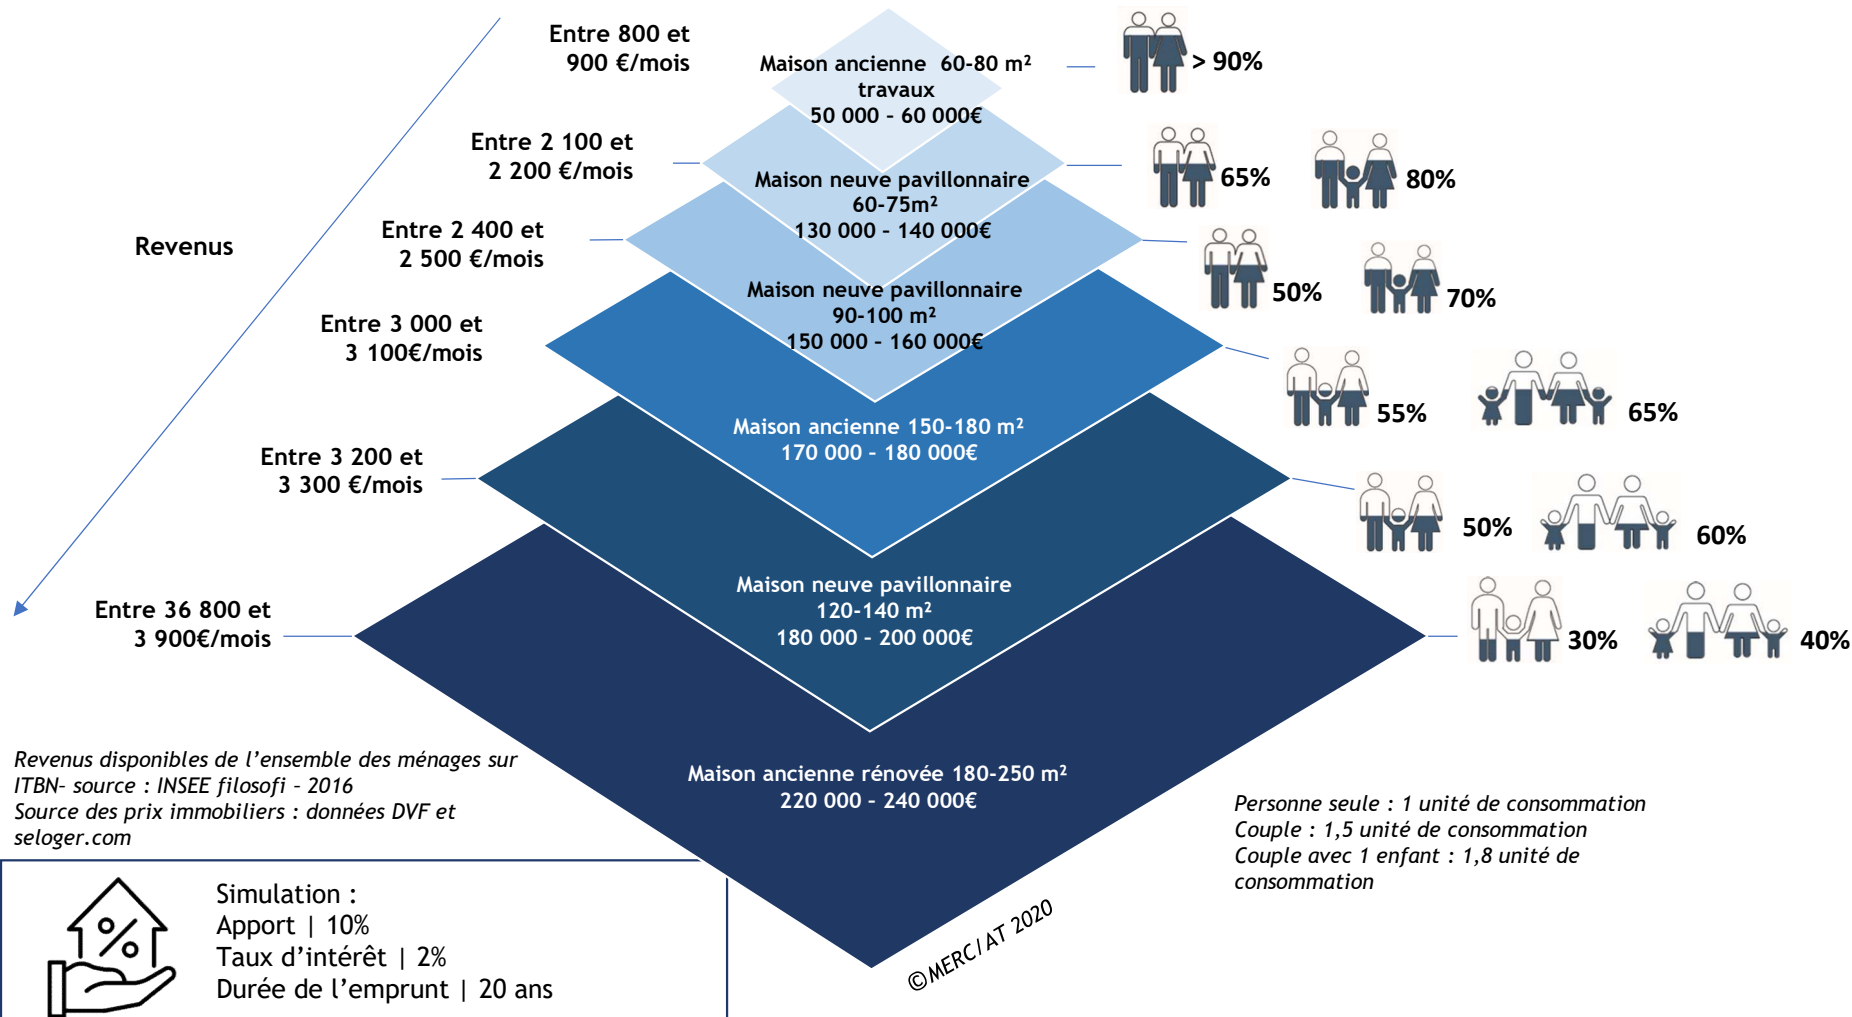 Entre 800 et
900 €/mois
Maison ancienne 60-80 m²
travaux
50 000 - 60 000€
> 90%
Entre 2 100 et
2 200 €/mois
Maison neuve pavillonnaire
60-75m²
130 000 - 140 000€
65%
80%
Revenus
Entre 2 400 et
2 500 €/mois
Maison neuve pavillonnaire
90-100 m²
150 000 - 160 000€
50%
70%
Entre 3 000 et
3 100€/mois
Maison ancienne 150-180 m²
170 000 - 180 000€
55%
65%
Entre 3 200 et
3 300 €/mois
Maison neuve pavillonnaire
120-140 m²
180 000 - 200 000€
50%
60%
Entre 36 800 et
3 900€/mois
Maison ancienne rénovée 180-250 m²
220 000 - 240 000€
30%
40%
Revenus disponibles de l'ensemble des ménages sur
ITBN- source : INSEE filosofi - 2016
Source des prix immobiliers : données DVF et
seloger.com
Personne seule : 1 unité de consommation
Couple : 1,5 unité de consommation
Couple avec 1 enfant : 1,8 unité de
consommation
Simulation :
Apport | 10%
Taux d'intérêt | 2%
Durée de l'emprunt | 20 ans
%
©MERC/AT 2020